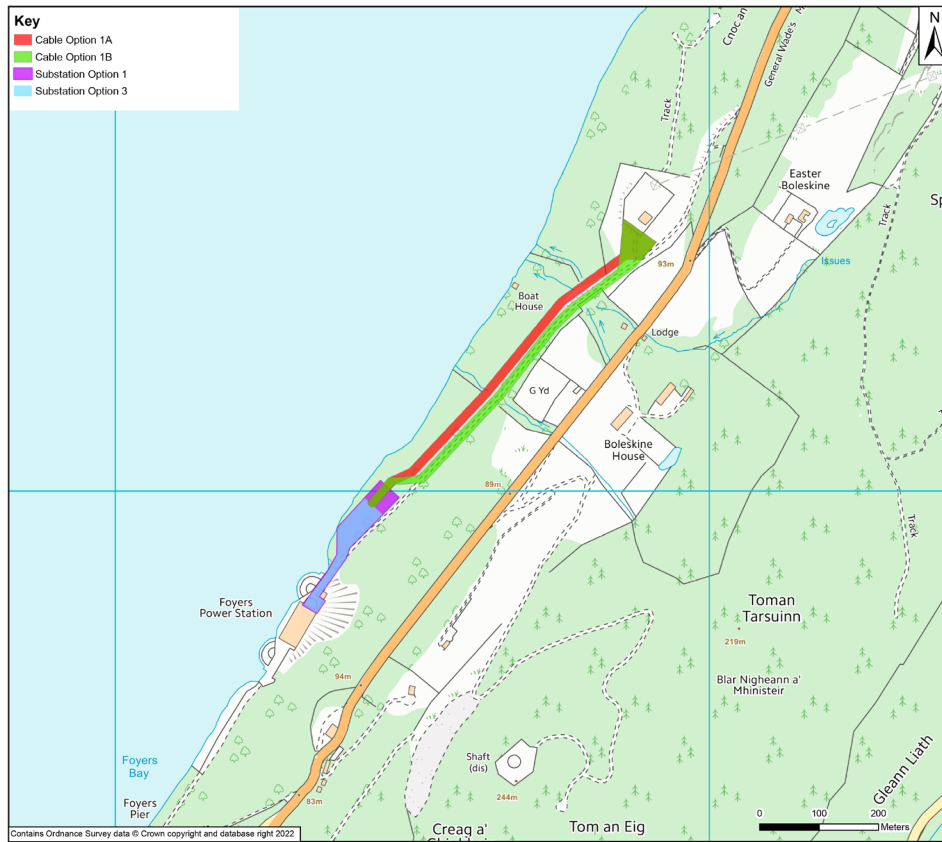 Key
Cable Option 1A
Cable Option 1B
Substation Option 1
Substation Option 3
N
Cnoc an
General Wade's
M
Track
Easter
Boleskine
Sp
Track
Issues
93m
Boat
House
Lodge
G Yd
Boleskine
House
89m
Track
Foyers
Power Station
Toman
Tarsuinn
219m
94m
Blar Nigheann a'
Mhinisteir
Foyers
Bay
Shaft
(dis)
244m
Gleann Liath
83m
Foyers
Pier
0 100 200
Meters
Creag a'
Tom an Eig
Contains Ordnance Survey data © Crown copyright and database right 2022